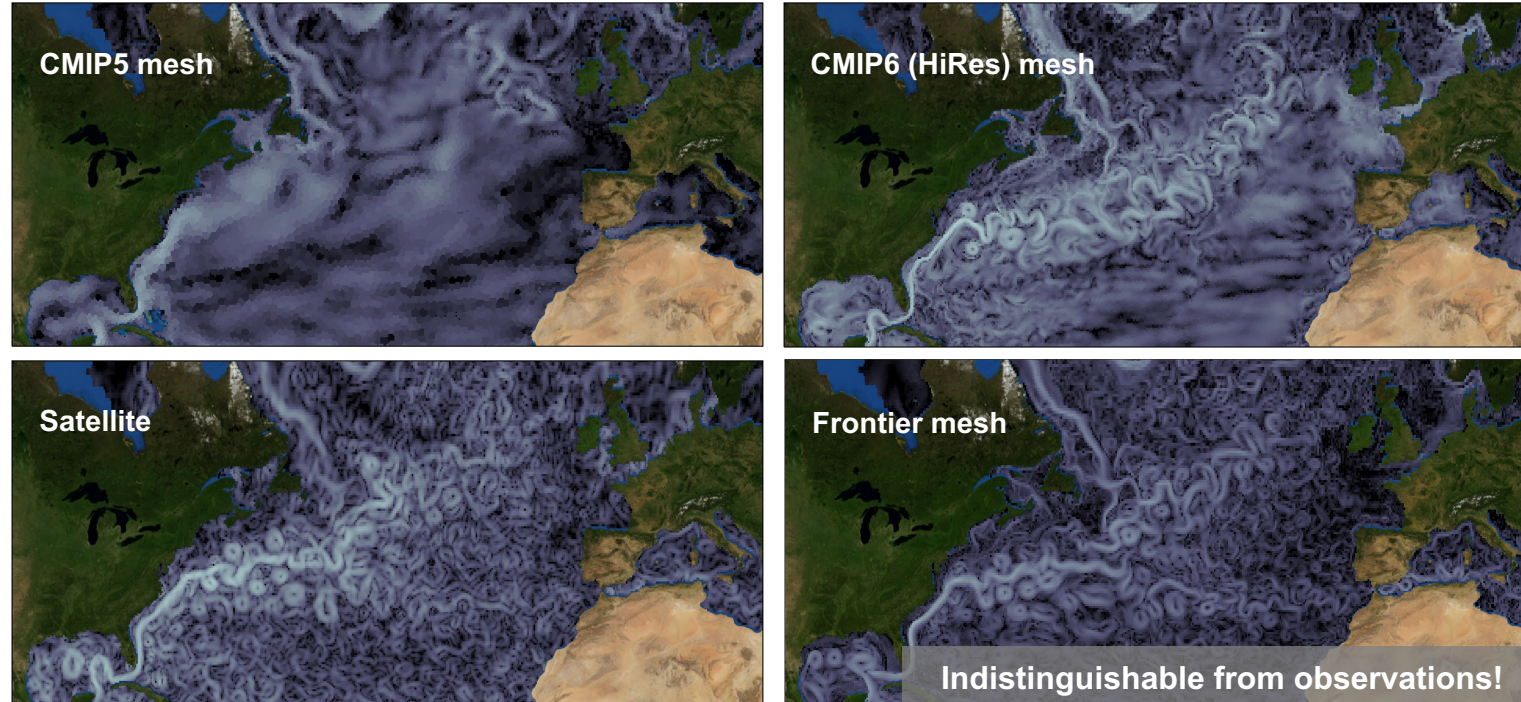 CMIP5 mesh
CMIP6 (HiRes) mesh
Satellite
Frontier mesh
Indistinguishable from observations!